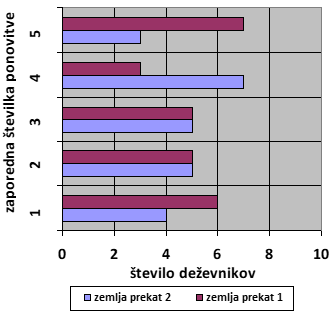 zaporedna številka ponovitve
5
4
3
2
1
0 2 4 6 8 10
število deževnikov
zemlja prekat 2 zemlja prekat 1